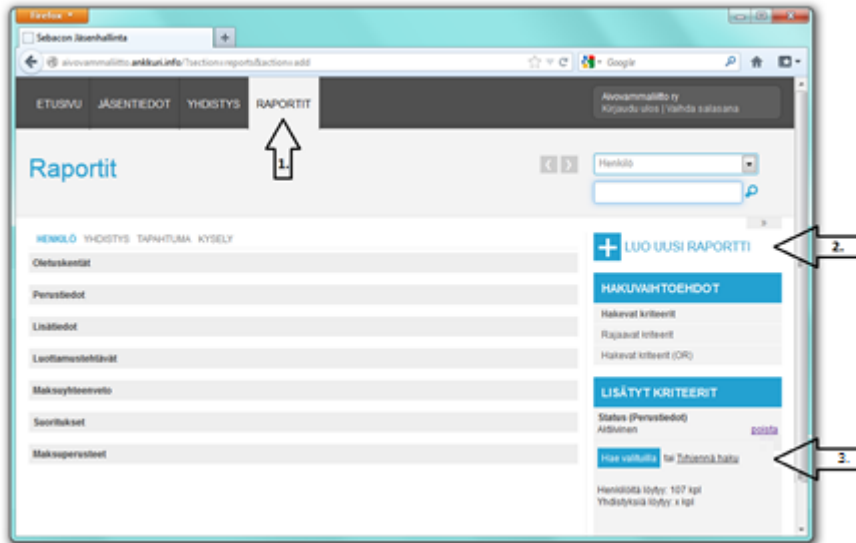 Firefox
Sebacon Jäsenhallinta
aivovammaliitto.ankkuri.info/?section=reports&action=add
Google
ETUSIVU JÄSENTIEDOT YHDISTYS RAPORTIT
Aivovammaliitto ry
Kirjaudu ulos | Vaihda salasana
1.
Raportit
Henkilö
HENKILÖ YHDISTYS TAPAHTUMA KYSELY
Oletuskentät
Perustiedot
Lisätiedot
Luottamustehtävät
Maksuyhteenveto
Suoritukset
Maksuperusteet
LUO UUSI RAPORTTI
2.
HAKUVAIHTOEHDOT
Hakevat kriteerit
Rajaavat kriteerit
Hakevat kriteerit (OR)
LISÄTYT KRITEERIT
Status (Perustiedot)
Aktiivinen poista
Hae valituilla tai Tyhjennä haku
3.
Henkilöitä löytyy: 107 kpl
Yhdistyksiä löytyy: x kpl